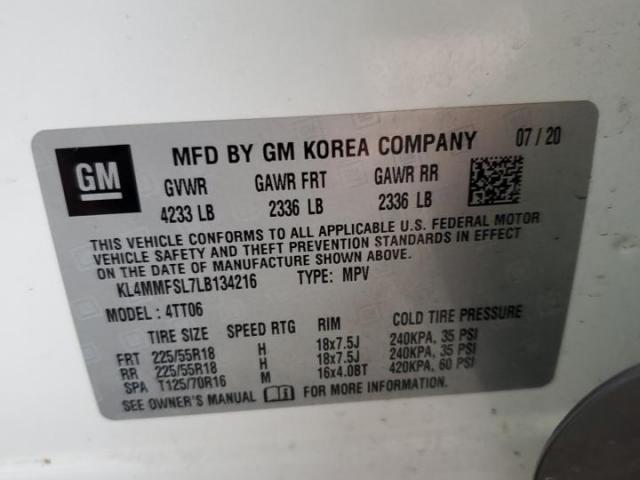 GM MFD BY GM KOREA COMPANY 07/20
GVWR GAWR FRT GAWR RR
4233 LB 2336 LB 2336 LB
THIS VEHICLE CONFORMS TO ALL APPLICABLE U.S. FEDERAL MOTOR
VEHICLE SAFETY AND THEFT PREVENTION STANDARDS IN EFFECT
ON THE DATE OF MANUFACTURE SHOWN ABOVE.
KL4MMFSL7LB134216 TYPE: MPV
MODEL: 4TT06
TIRE SIZE SPEED RTG RIM COLD TIRE PRESSURE
FRT 225/55R18 H 18x7.5J 240KPA, 35 PSI
RR 225/55R18 H 18x7.5J 240KPA, 35 PSI
SPA T125/70R16 M 16x4.0BT 420KPA, 60 PSI
SEE OWNER'S MANUAL FOR MORE INFORMATION.